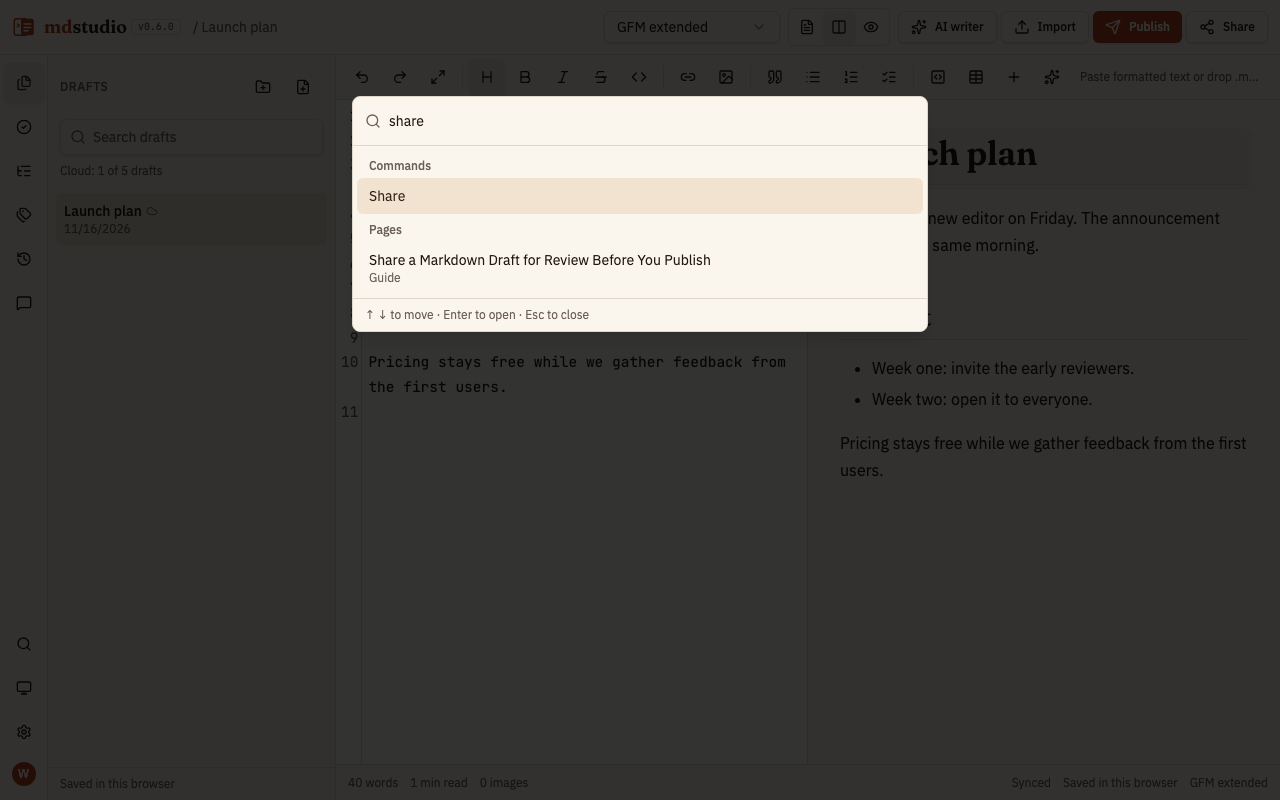 mdstudio v0.6.0 / Launch plan
GFM extended
AI writer
Import
Publish
Share
DRAFTS
Paste formatted text or drop .m...
Search drafts
Cloud: 1 of 5 drafts
Launch plan
11/16/2026
share
Commands
Share
Pages
Share a Markdown Draft for Review Before You Publish
Guide
↑ ↓ to move · Enter to open · Esc to close
9
10 Pricing stays free while we gather feedback from
the first users.
11
ch plan
new editor on Friday. The announcement
same morning.
Week one: invite the early reviewers.
Week two: open it to everyone.
Pricing stays free while we gather feedback from the first
users.
W
Saved in this browser
40 words 1 min read 0 images
Synced Saved in this browser GFM extended